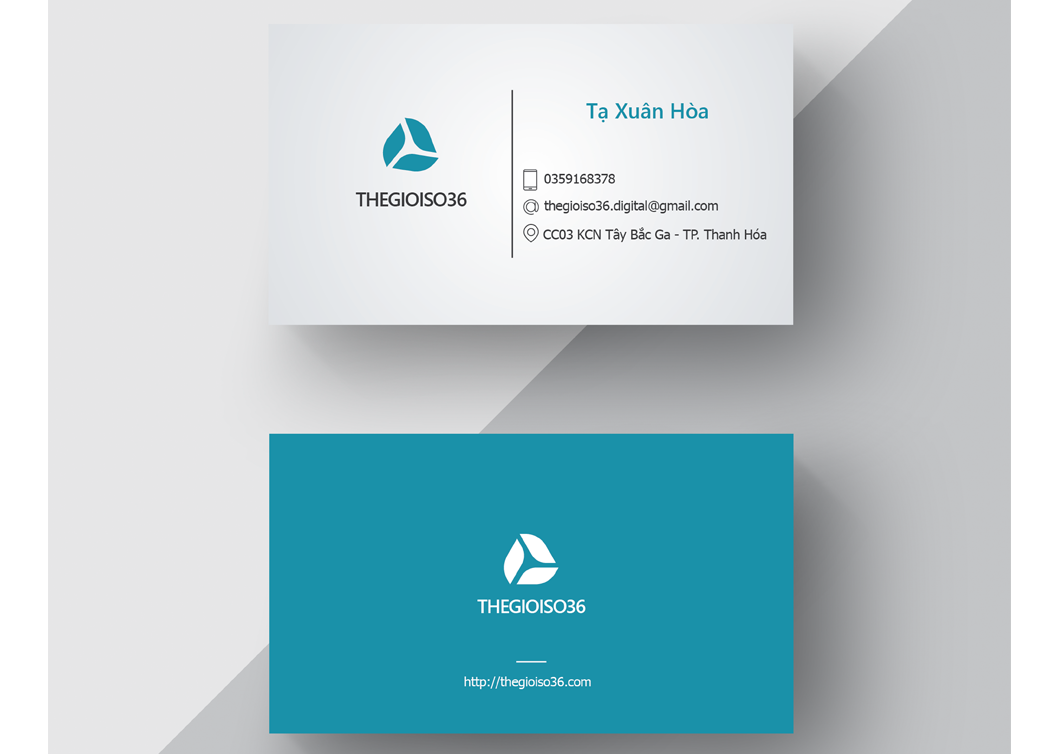 Tạ Xuân Hòa
THEGIOISO36
0359168378
thegioiso36.digital@gmail.com
CC03 KCN Tây Bắc Ga - TP. Thanh Hóa
THEGIOISO36
http://thegioiso36.com